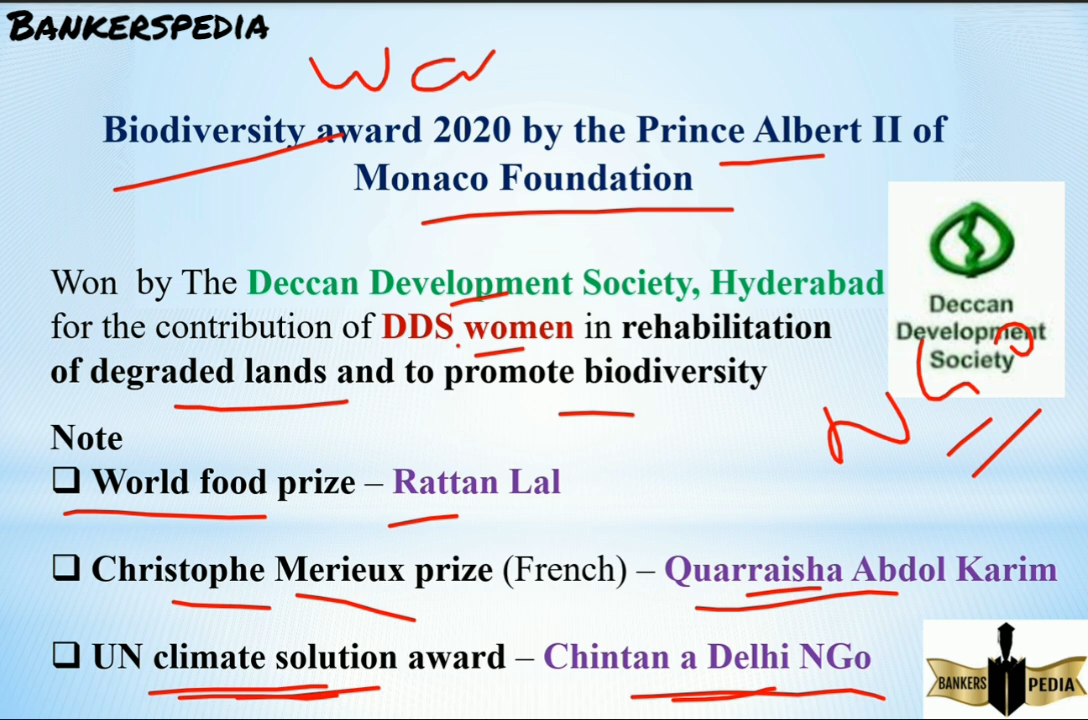 BANKERSPEDIA
Biodiversity award 2020 by the Prince Albert II of
Monaco Foundation
Won by The Deccan Development Society, Hyderabad
for the contribution of DDS women in rehabilitation
of degraded lands and to promote biodiversity
Deccan
Development
Society
Note
World food prize – Rattan Lal
Christophe Merieux prize (French) – Quarraisha Abdol Karim
UN climate solution award – Chintan a Delhi NGo
BANKERS PEDIA